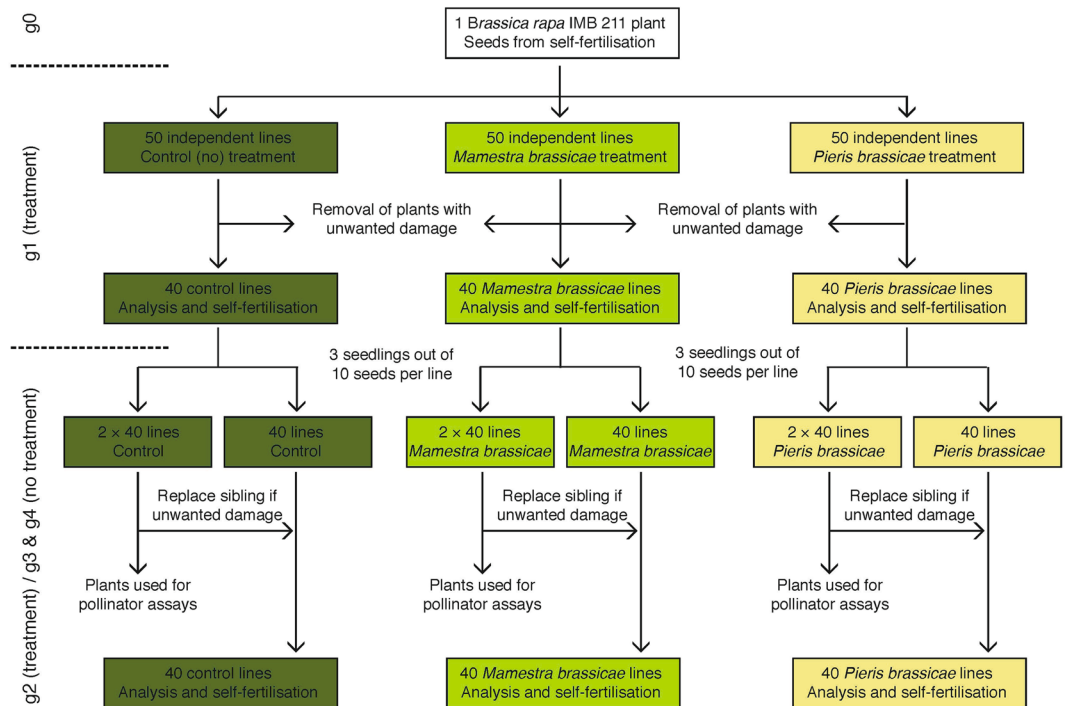 g0
1 Brassica rapa IMB 211 plant
Seeds from self-fertilisation
g1 (treatment)
50 independent lines
Control (no) treatment
50 independent lines
Mamestra brassicae treatment
50 independent lines
Pieris brassicae treatment
Removal of plants with
unwanted damage
Removal of plants with
unwanted damage
40 control lines
Analysis and self-fertilisation
40 Mamestra brassicae lines
Analysis and self-fertilisation
40 Pieris brassicae lines
Analysis and self-fertilisation
g2 (treatment) / g3 & g4 (no treatment)
3 seedlings out of
10 seeds per line
3 seedlings out of
10 seeds per line
2 × 40 lines
Control
40 lines
Control
2 × 40 lines
Mamestra brassicae
40 lines
Mamestra brassicae
2 × 40 lines
Pieris brassicae
40 lines
Pieris brassicae
Replace sibling if
unwanted damage
Replace sibling if
unwanted damage
Replace sibling if
unwanted damage
Plants used for
pollinator assays
Plants used for
pollinator assays
Plants used for
pollinator assays
40 control lines
Analysis and self-fertilisation
40 Mamestra brassicae lines
Analysis and self-fertilisation
40 Pieris brassicae lines
Analysis and self-fertilisation